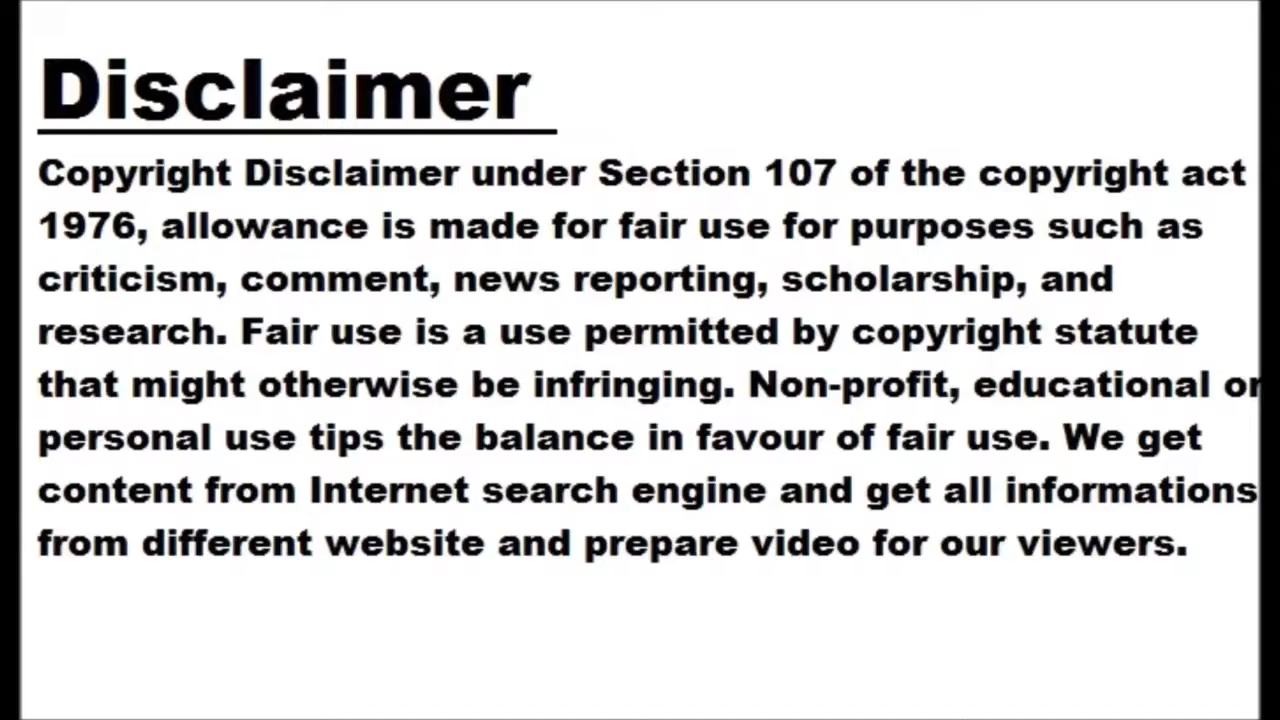 Disclaimer
Copyright Disclaimer under Section 107 of the copyright act
1976, allowance is made for fair use for purposes such as
criticism, comment, news reporting, scholarship, and
research. Fair use is a use permitted by copyright statute
that might otherwise be infringing. Non-profit, educational or
personal use tips the balance in favour of fair use. We get
content from Internet search engine and get all informations
from different website and prepare video for our viewers.